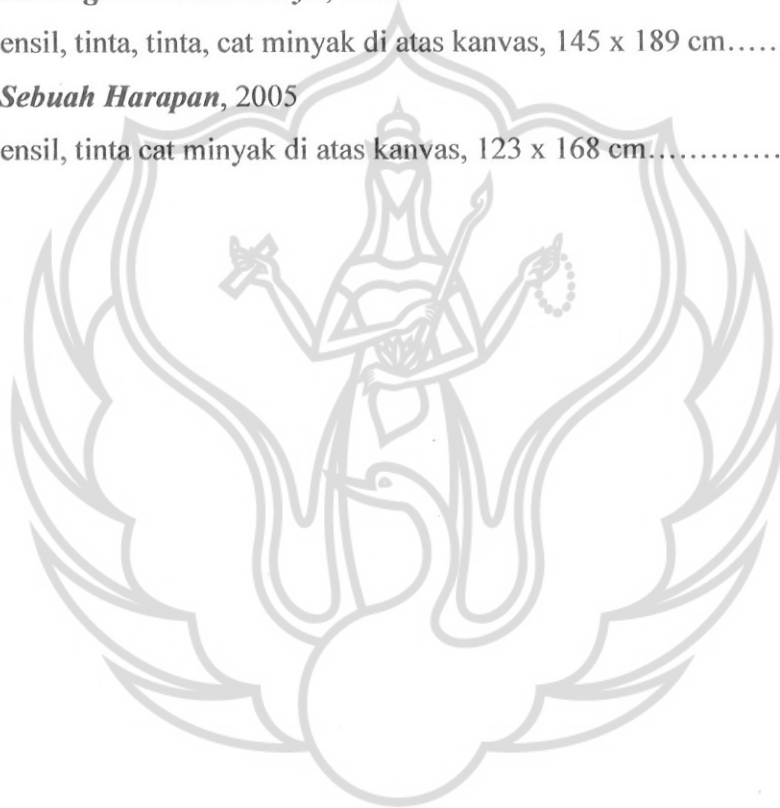 ensil, tinta, tinta, cat minyak di atas kanvas, 145 x 189 cm…..
Sebuah Harapan, 2005
ensil, tinta cat minyak di atas kanvas, 123 x 168 cm………….